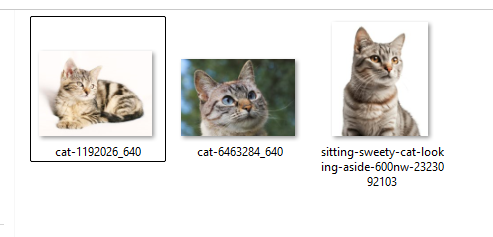 cat-1192026_640
cat-6463284_640
sitting-sweety-cat-look
ing-aside-600nw-23230
92103